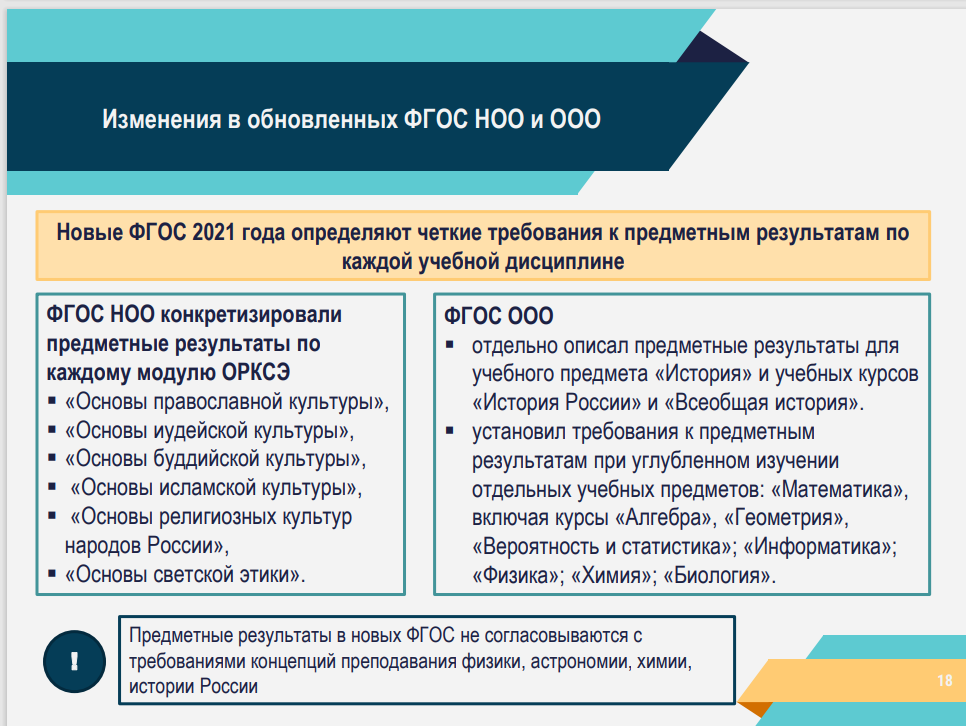 Изменения в обновленных ФГОС НОО и ООО
Новые ФГОС 2021 года определяют четкие требования к предметным результатам по
каждой учебной дисциплине
ФГОС НОО конкретизировали
предметные результаты по
каждому модулю ОРКСЭ
▪ «Основы православной культуры»,
▪ «Основы иудейской культуры»,
▪ «Основы буддийской культуры»,
▪ «Основы исламской культуры»,
▪ «Основы религиозных культур
народов России»,
▪ «Основы светской этики».
ФГОС ООО
▪ отдельно описал предметные результаты для
учебного предмета «История» и учебных курсов
«История России» и «Всеобщая история».
▪ установил требования к предметным
результатам при углубленном изучении
отдельных учебных предметов: «Математика»,
включая курсы «Алгебра», «Геометрия»,
«Вероятность и статистика»; «Информатика»;
«Физика»; «Химия»; «Биология».
!
Предметные результаты в новых ФГОС не согласовываются с
требованиями концепций преподавания физики, астрономии, химии,
истории России
18